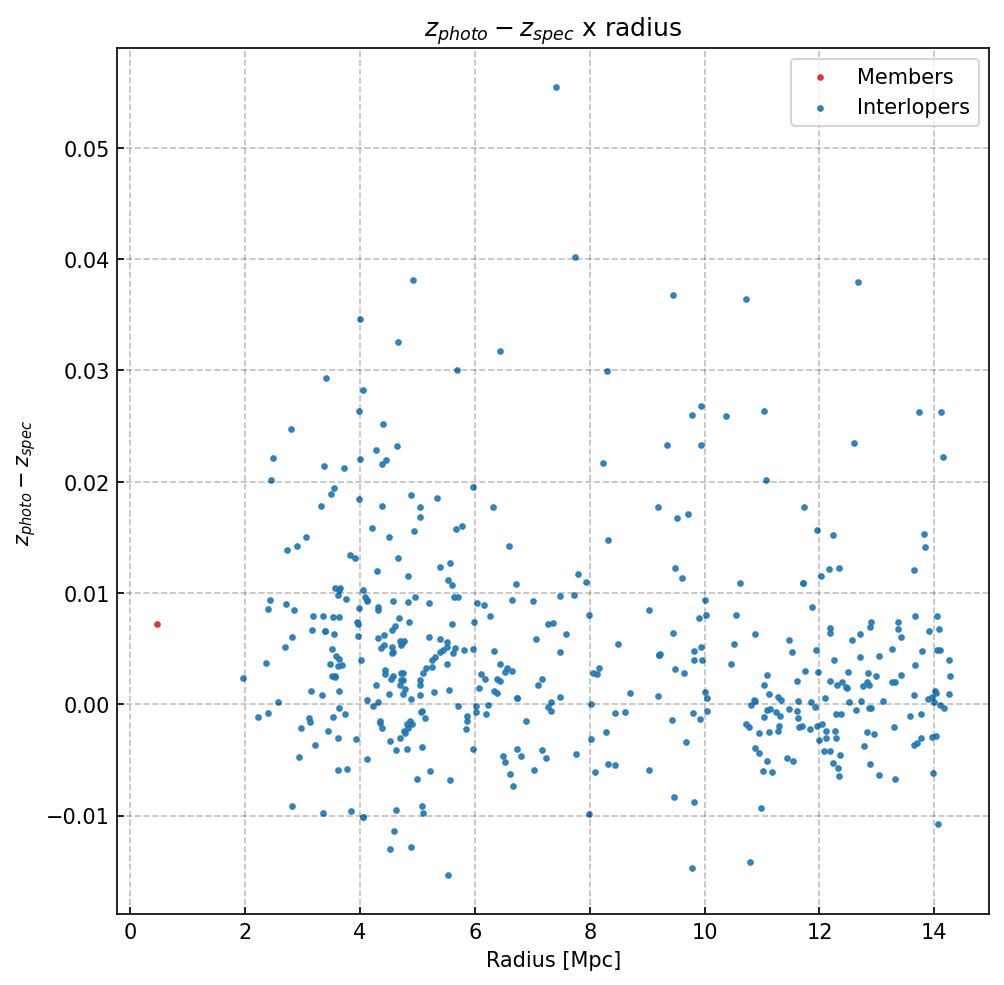 z_photo − z_spec x radius
Members
Interlopers
0.05
0.04
0.03
0.02
0.01
0.00
−0.01
z_photo − z_spec
0 2 4 6 8 10 12 14
Radius [Mpc]